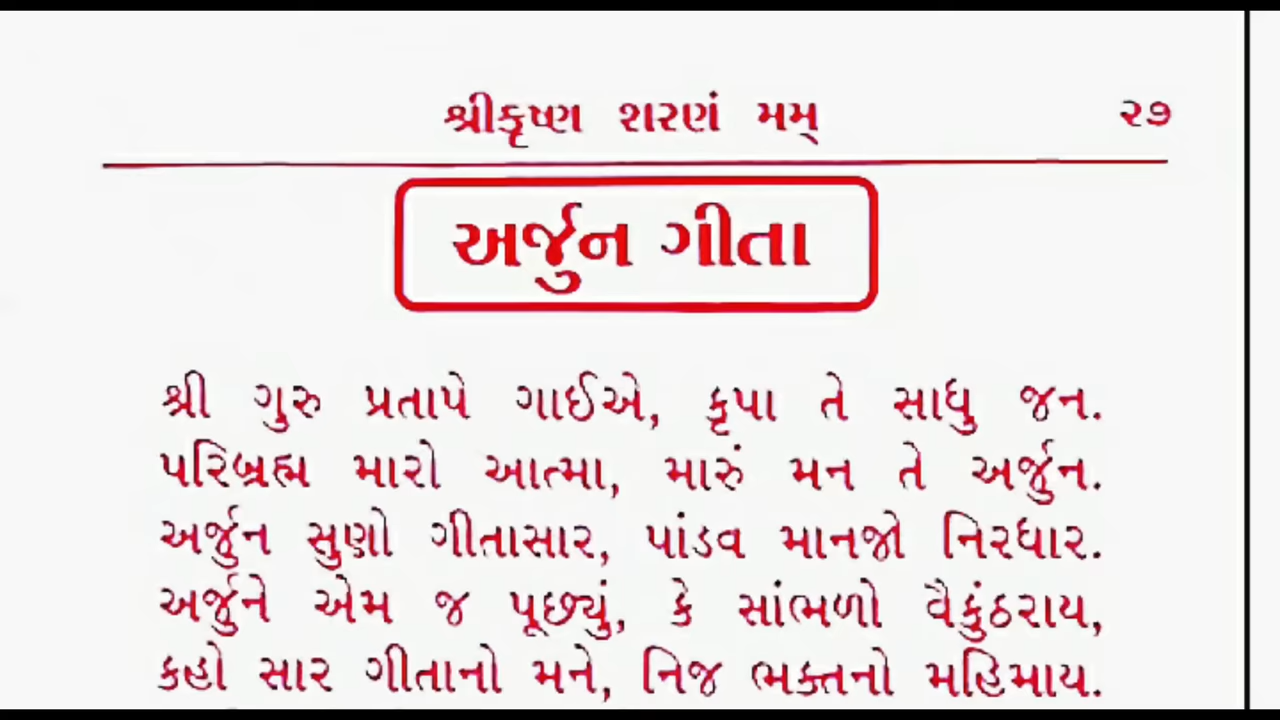 શ્રીકૃષ્ણ શરણં મમ્ ૨૭
અર્જુન ગીતા
શ્રી ગુરુ પ્રતાપે ગાઈએ, કૃપા તે સાધુ જન.
પરિબ્રહ્મ મારો આત્મા, મારું મન તે અર્જુન.
અર્જુન સુણો ગીતાસાર, પાંડવ માનજો નિરધાર.
અર્જુને એમ જ પૂછ્યું, કે સાંભળો વૈકુંઠરાય,
કહો સાર ગીતાનો મને, નિજ ભક્તનો મહિમાય.